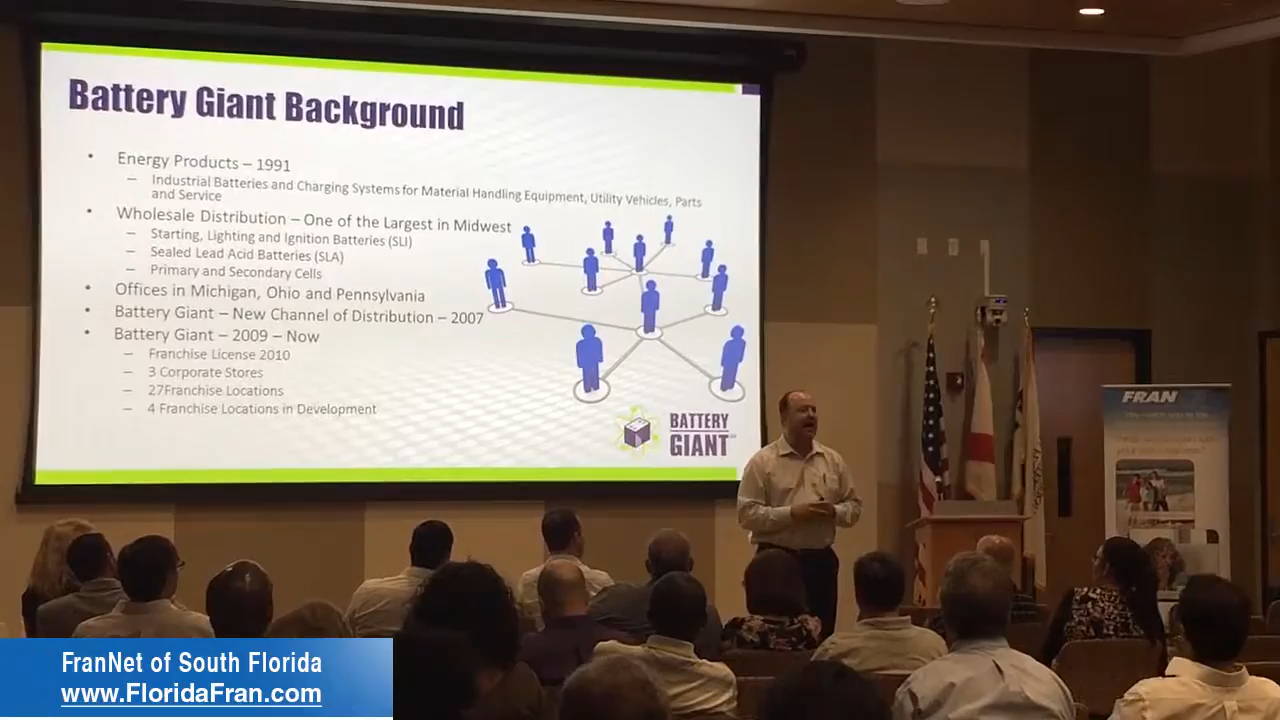 Battery Giant Background
• Energy Products – 1991
– Industrial Batteries and Charging Systems for Material Handling Equipment, Utility Vehicles, Parts
and Service
• Wholesale Distribution – One of the Largest in Midwest
– Starting, Lighting and Ignition Batteries (SLI)
– Sealed Lead Acid Batteries (SLA)
– Primary and Secondary Cells
• Offices in Michigan, Ohio and Pennsylvania
• Battery Giant – New Channel of Distribution – 2007
• Battery Giant – 2009 – Now
– Franchise License 2010
– 3 Corporate Stores
– 27Franchise Locations
– 4 Franchise Locations in Development
BATTERY
GIANT
FRAN
FranNet of South Florida
www.FloridaFran.com